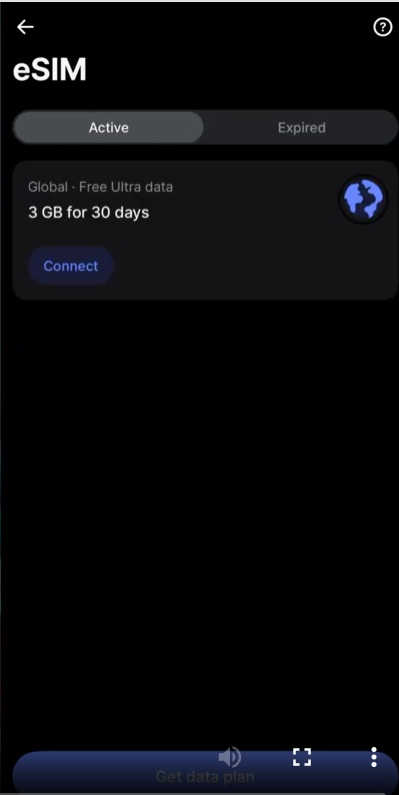 eSIM
Active
Expired
Global · Free Ultra data
3 GB for 30 days
Connect
Get data plan